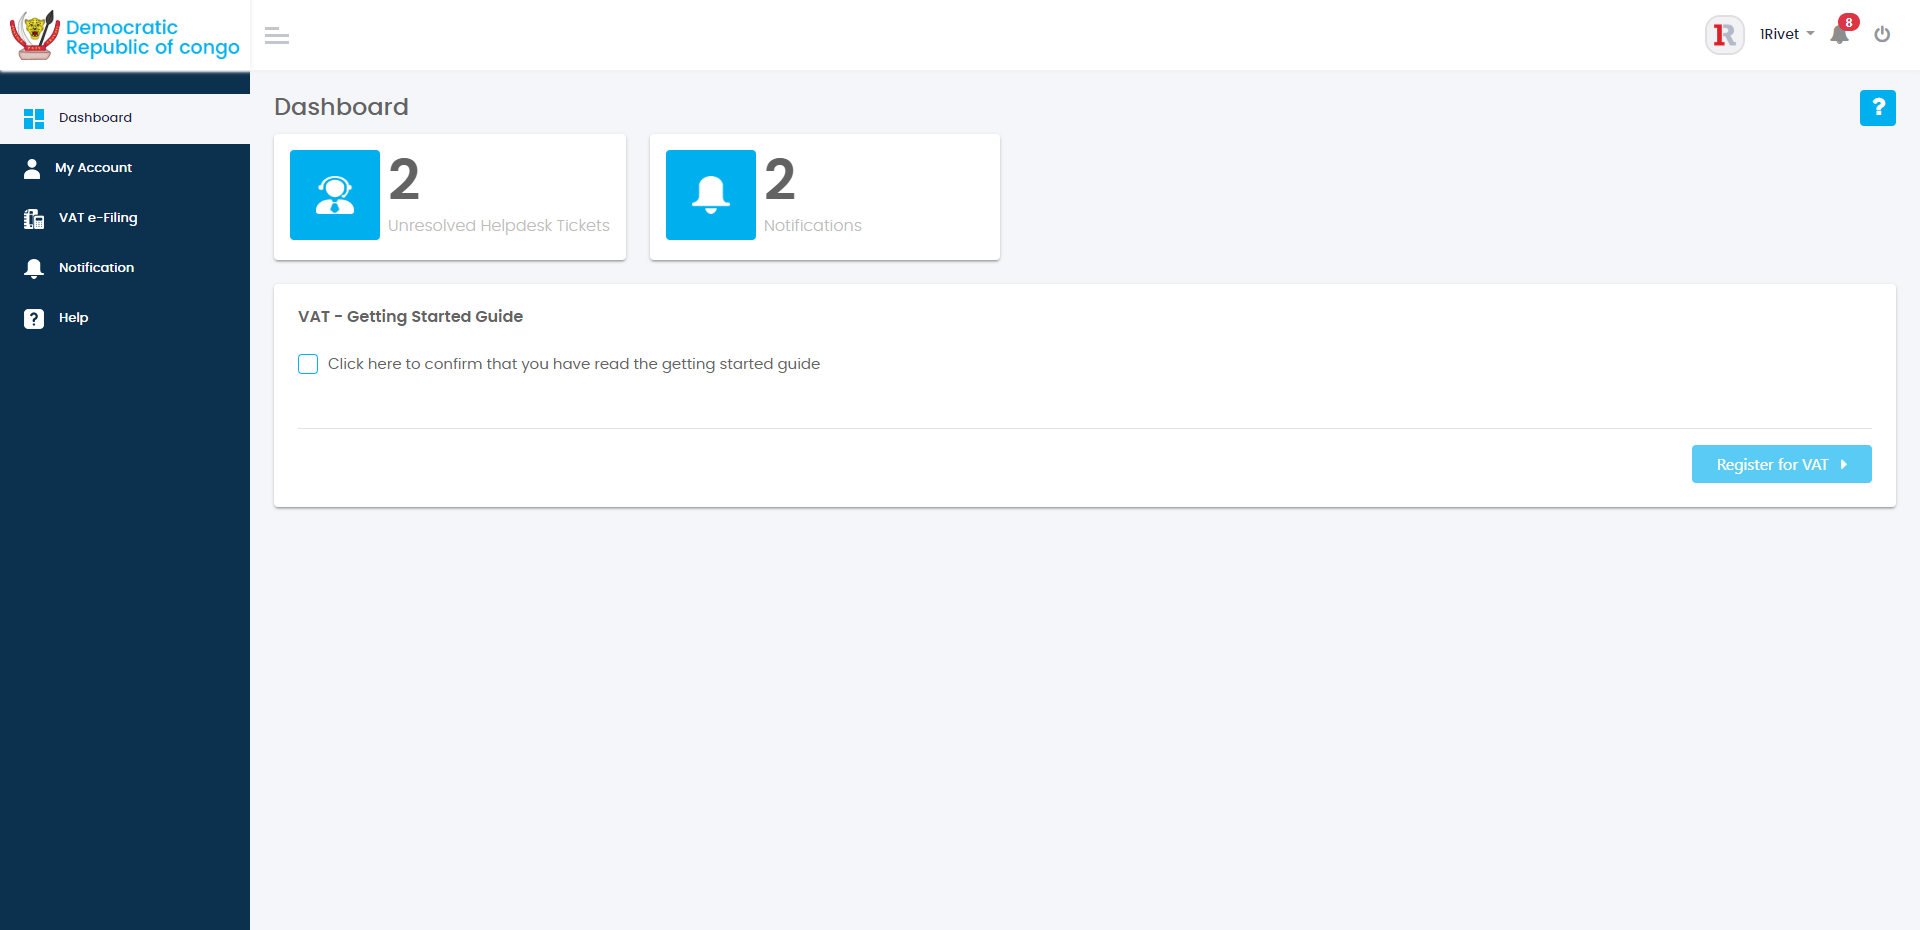 Democratic
Republic of congo
1R
1Rivet
8
Dashboard
My Account
VAT e-Filing
Notification
Help
Dashboard
?
2
Unresolved Helpdesk Tickets
2
Notifications
VAT - Getting Started Guide
Click here to confirm that you have read the getting started guide
Register for VAT